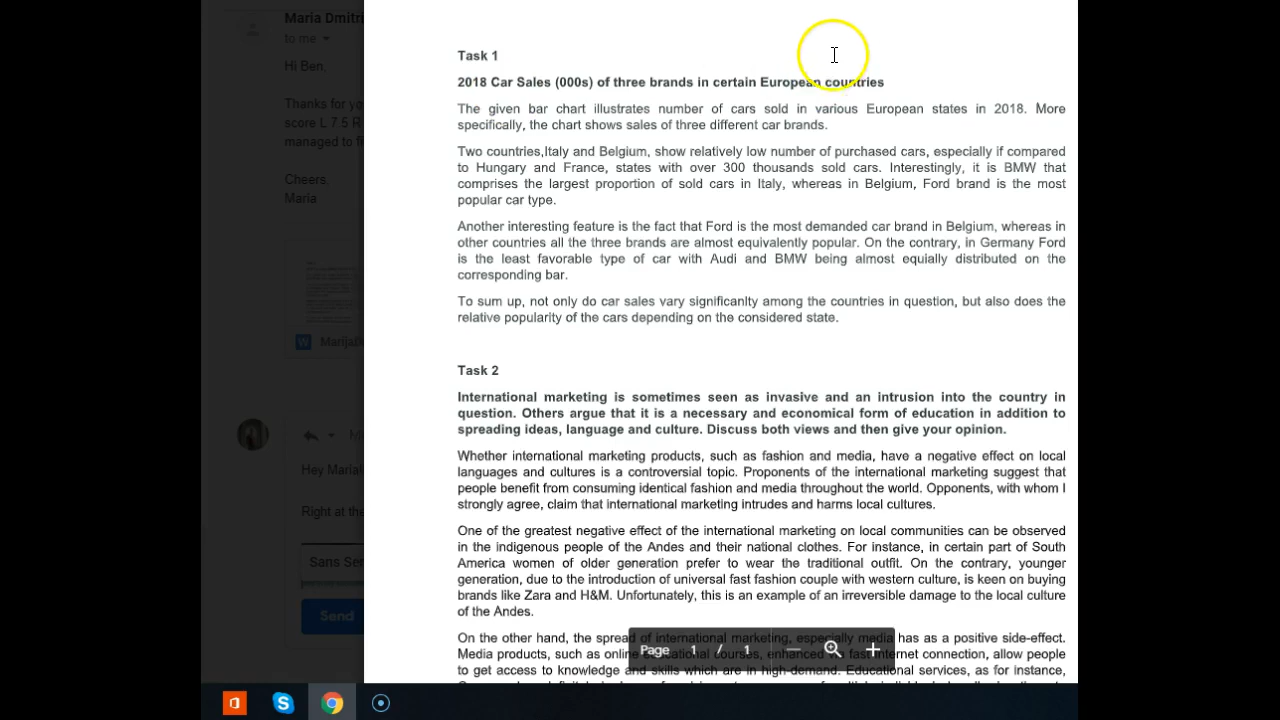 Maria Dmitri
to me
Hi Ben,
Thanks for yo
score L 7.5 R
managed to fi
Cheers,
Maria
W Marija
Hey Maria!
Right at the
Sans Ser
Send
Task 1
2018 Car Sales (000s) of three brands in certain European countries
The given bar chart illustrates number of cars sold in various European states in 2018. More
specifically, the chart shows sales of three different car brands.
Two countries,Italy and Belgium, show relatively low number of purchased cars, especially if compared
to Hungary and France, states with over 300 thousands sold cars. Interestingly, it is BMW that
comprises the largest proportion of sold cars in Italy, whereas in Belgium, Ford brand is the most
popular car type.
Another interesting feature is the fact that Ford is the most demanded car brand in Belgium, whereas in
other countries all the three brands are almost equivalently popular. On the contrary, in Germany Ford
is the least favorable type of car with Audi and BMW being almost equially distributed on the
corresponding bar.
To sum up, not only do car sales vary significanity among the countries in question, but also does the
relative popularity of the cars depending on the considered state.
Task 2
International marketing is sometimes seen as invasive and an intrusion into the country in
question. Others argue that it is a necessary and economical form of education in addition to
spreading ideas, language and culture. Discuss both views and then give your opinion.
Whether international marketing products, such as fashion and media, have a negative effect on local
languages and cultures is a controversial topic. Proponents of the international marketing suggest that
people benefit from consuming identical fashion and media throughout the world. Opponents, with whom I
strongly agree, claim that international marketing intrudes and harms local cultures.
One of the greatest negative effect of the international marketing on local communities can be observed
in the indigenous people of the Andes and their national clothes. For instance, in certain part of South
America women of older generation prefer to wear the traditional outfit. On the contrary, younger
generation, due to the introduction of universal fast fashion couple with western culture, is keen on buying
brands like Zara and H&M. Unfortunately, this is an example of an irreversible damage to the local culture
of the Andes.
On the other hand, the spread of international marketing, especially media has as a positive side-effect.
Media products, such as online educational courses, enhanced via fast internet connection, allow people
to get access to knowledge and skills which are in high-demand. Educational services, as for instance,
Page 1 / 1